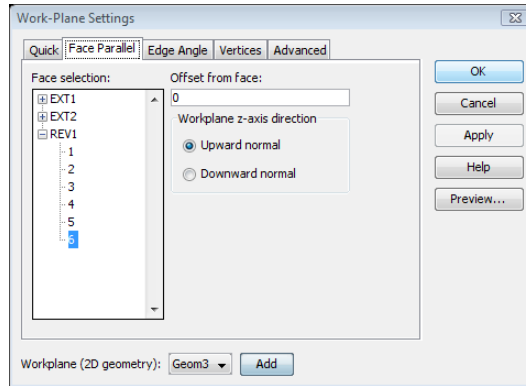 Work-Plane Settings
Quick Face Parallel Edge Angle Vertices Advanced
Face selection:
EXT1
EXT2
REV1
1
2
3
4
5
6
Offset from face:
0
Workplane z-axis direction
Upward normal
Downward normal
OK
Cancel
Apply
Help
Preview...
Workplane (2D geometry): Geom3 Add